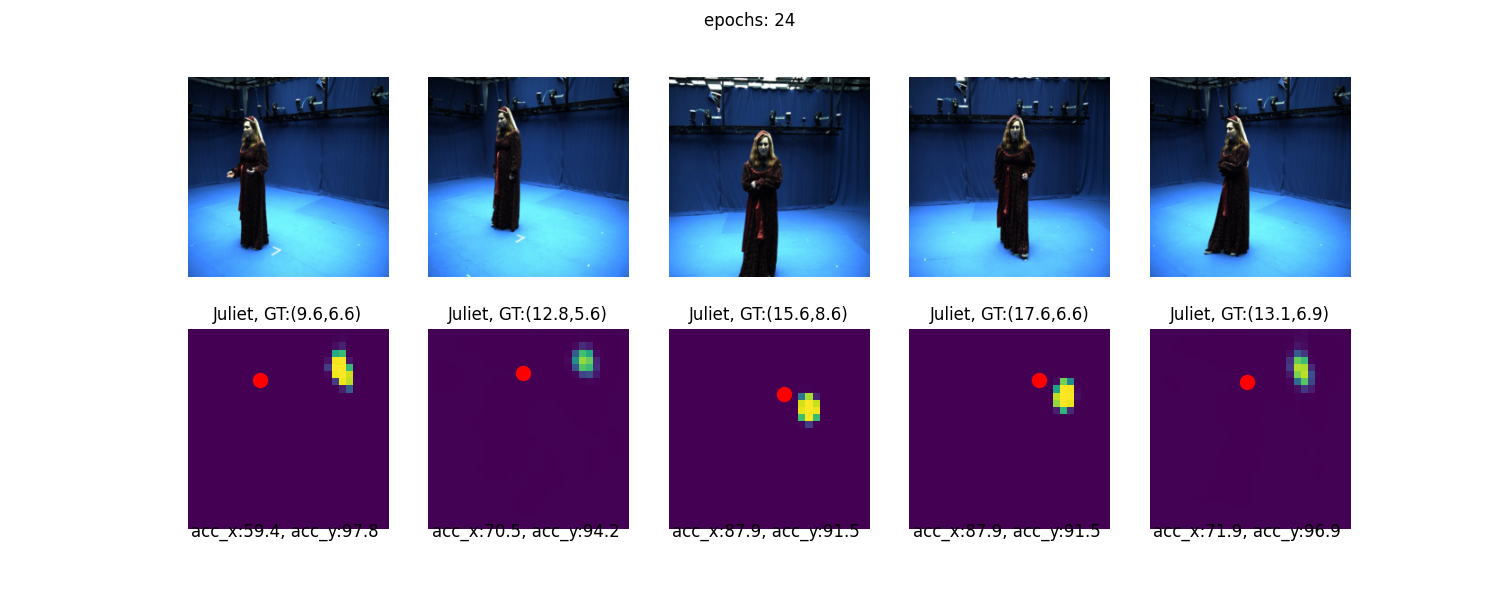 epochs: 24
Juliet, GT:(9.6,6.6)
Juliet, GT:(12.8,5.6)
Juliet, GT:(15.6,8.6)
Juliet, GT:(17.6,6.6)
Juliet, GT:(13.1,6.9)
acc_x:59.4, acc_y:97.8
acc_x:70.5, acc_y:94.2
acc_x:87.9, acc_y:91.5
acc_x:87.9, acc_y:91.5
acc_x:71.9, acc_y:96.9